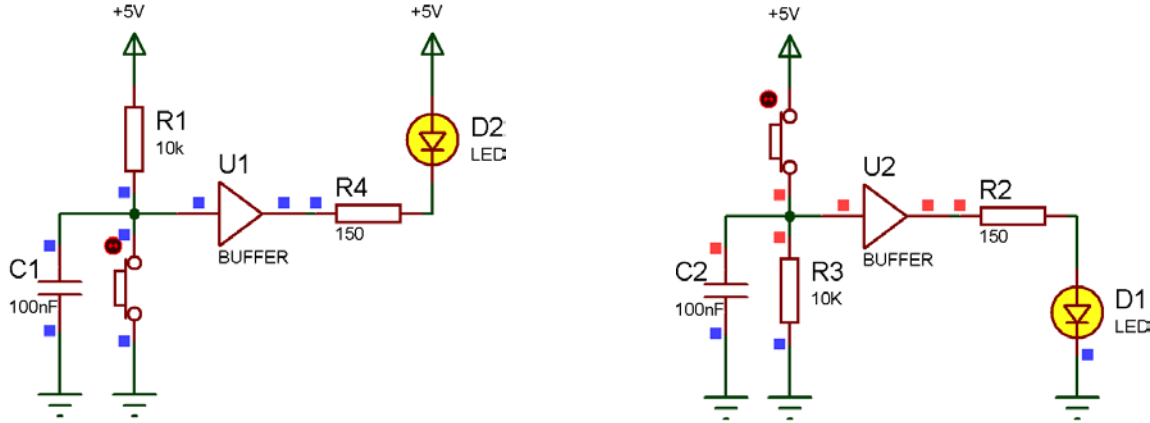 +5V
+5V
+5V
R1
10k
D2
LED
U1
R4
150
BUFFER
C1
100nF
U2
R2
150
BUFFER
C2
100nF
R3
10K
D1
LED